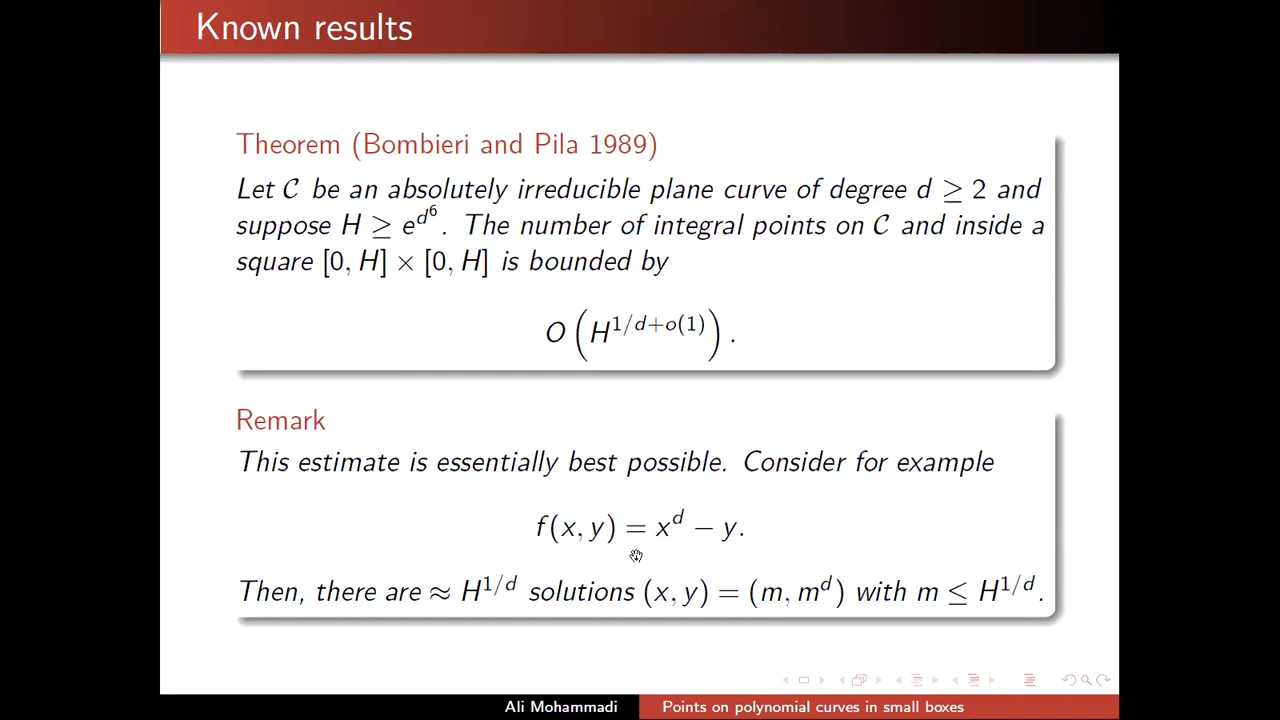 Known results
Theorem (Bombieri and Pila 1989)
Let 𝒞 be an absolutely irreducible plane curve of degree d ≥ 2 and
suppose H ≥ e^{d^6}. The number of integral points on 𝒞 and inside a
square [0, H] × [0, H] is bounded by
O(H^{1/d+o(1)}).
Remark
This estimate is essentially best possible. Consider for example
f(x, y) = x^d − y.
Then, there are ≈ H^{1/d} solutions (x, y) = (m, m^d) with m ≤ H^{1/d}.
Ali Mohammadi
Points on polynomial curves in small boxes